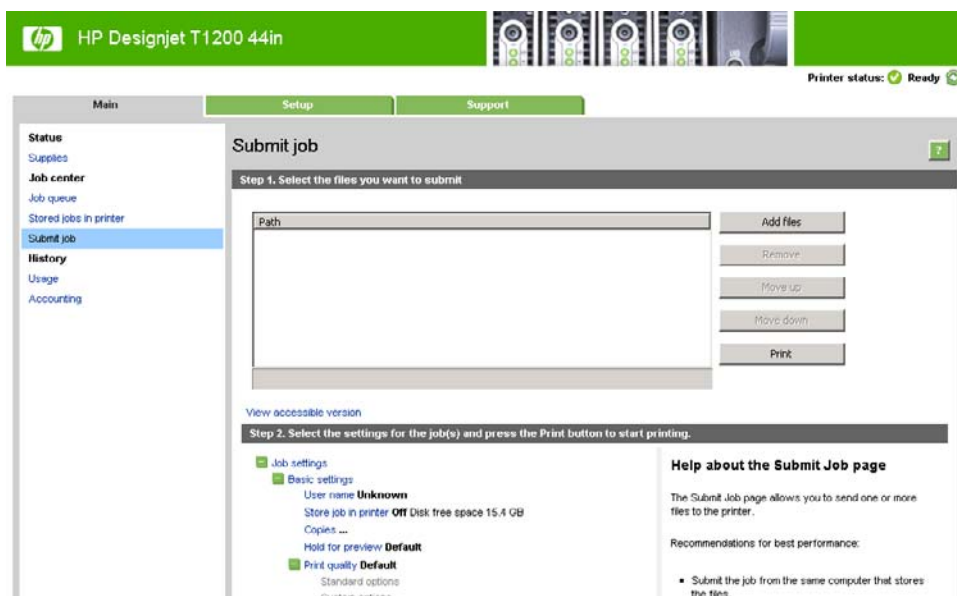 hp HP Designjet T1200 44in
Printer status: Ready
Main Setup Support
Status
Supplies
Job center
Job queue
Stored jobs in printer
Submit job
History
Usage
Accounting
Submit job
?
Step 1. Select the files you want to submit
Path
Add files
Remove
Move up
Move down
Print
View accessible version
Step 2. Select the settings for the job(s) and press the Print button to start printing.
Job settings
Basic settings
User name Unknown
Store job in printer Off Disk free space 15.4 GB
Copies ...
Hold for preview Default
Print quality Default
Standard options
Help about the Submit Job page
The Submit Job page allows you to send one or more
files to the printer.
Recommendations for best performance:
• Submit the job from the same computer that stores
the files